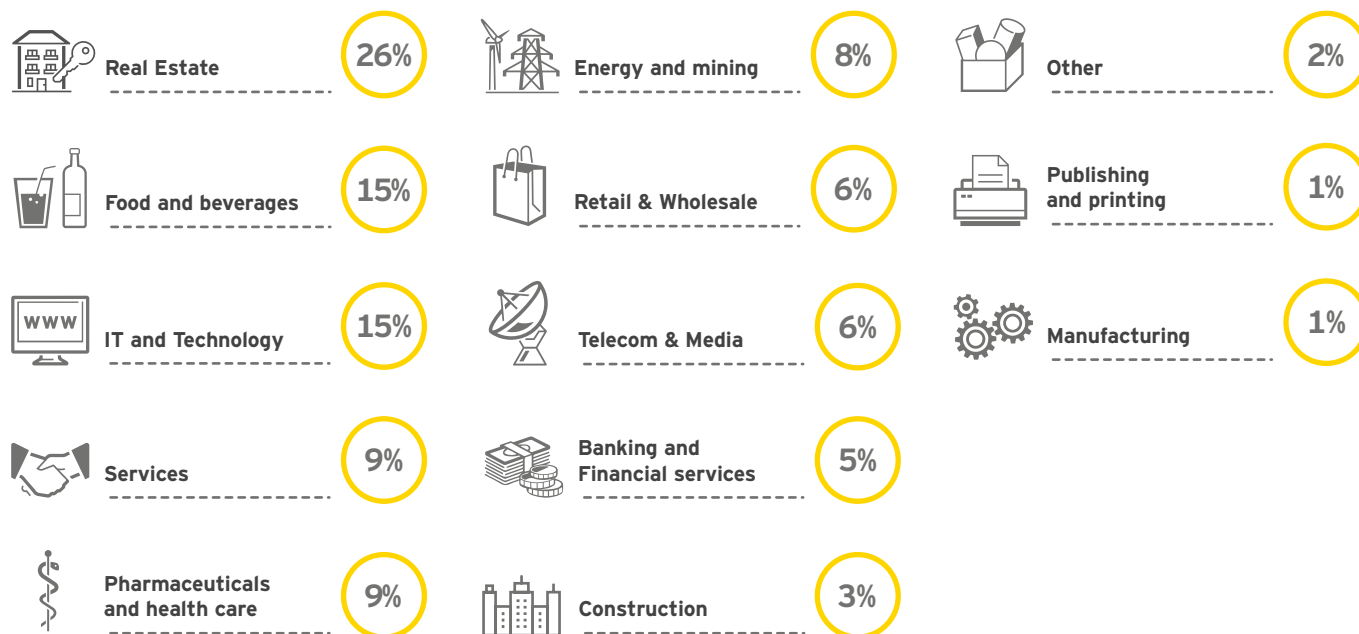 Real Estate
26%
Food and beverages
15%
www
IT and Technology
15%
Services
9%
Pharmaceuticals
and health care
9%
Energy and mining
8%
Retail & Wholesale
6%
Telecom & Media
6%
Banking and
Financial services
5%
Construction
3%
Other
2%
Publishing
and printing
1%
Manufacturing
1%